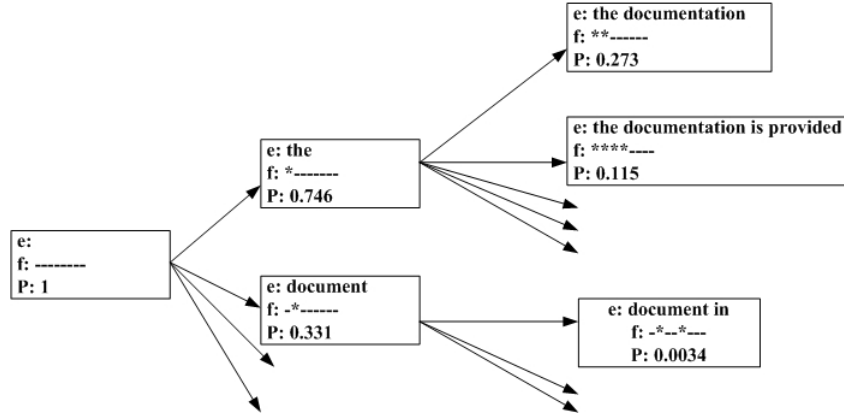 e: the documentation
f: **------
P: 0.273
e: the documentation is provided
f: ****----
P: 0.115
e: the
f: *-------
P: 0.746
e:
f: --------
P: 1
e: document
f: -*------
P: 0.331
e: document in
f: -*--*---
P: 0.0034